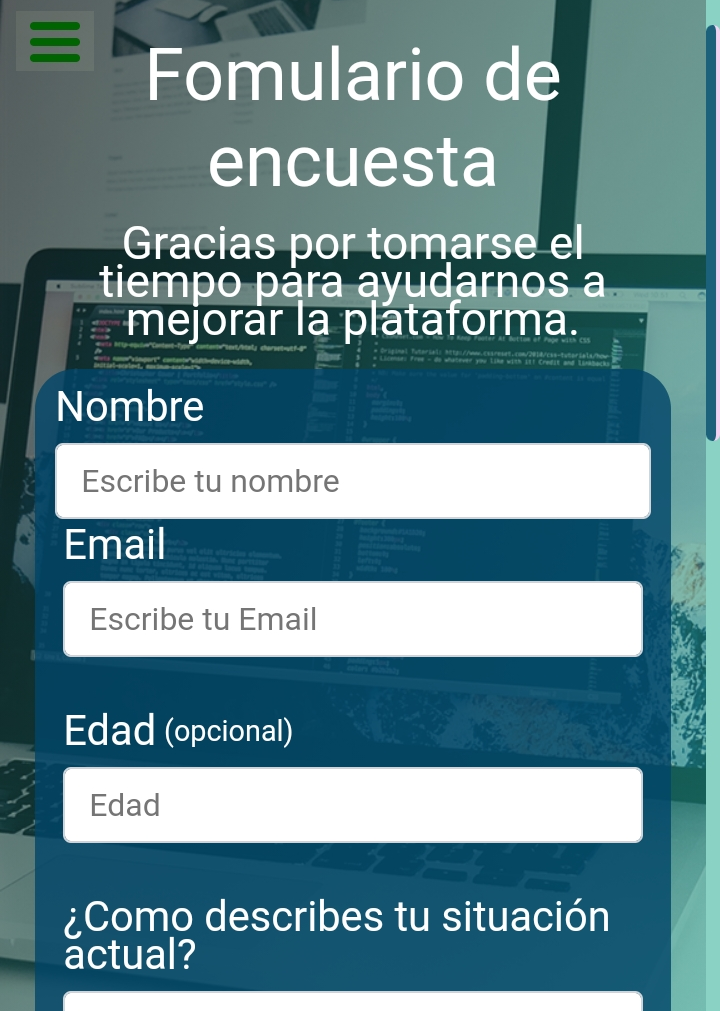 Fomulario de
encuesta
Gracias por tomarse el
tiempo para ayudarnos a
mejorar la plataforma.
Nombre
Escribe tu nombre
Email
Escribe tu Email
Edad (opcional)
Edad
¿Como describes tu situación
actual?